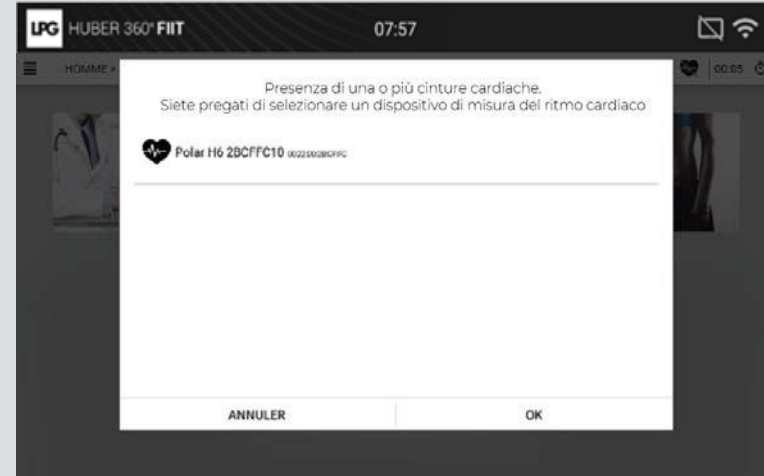 LPG HUBER 360° FIIT 07:57
HOMME 00:05
Presenza di una o più cinture cardiache.
Siete pregati di selezionare un dispositivo di misura del ritmo cardiaco
Polar H6 2BCFFC10
ANNULER OK